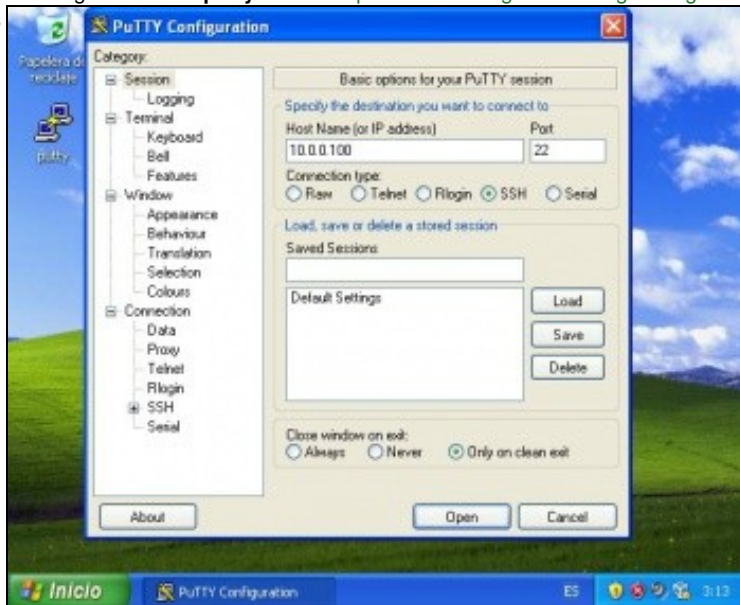 PuTTY Configuration
Papelera de
reciclaje
putty
Category:
Session
Logging
Terminal
Keyboard
Bell
Features
Window
Appearance
Behaviour
Translation
Selection
Colours
Connection
Data
Proxy
Telnet
Rlogin
SSH
Serial
Basic options for your PuTTY session
Specify the destination you want to connect to
Host Name (or IP address) Port
10.0.0.100 22
Connection type:
Raw Telnet Rlogin SSH Serial
Load, save or delete a stored session
Saved Sessions
Default Settings
Load
Save
Delete
Close window on exit:
Always Never Only on clean exit
About Open Cancel
Inicio PuTTY Configuration ES 3:13